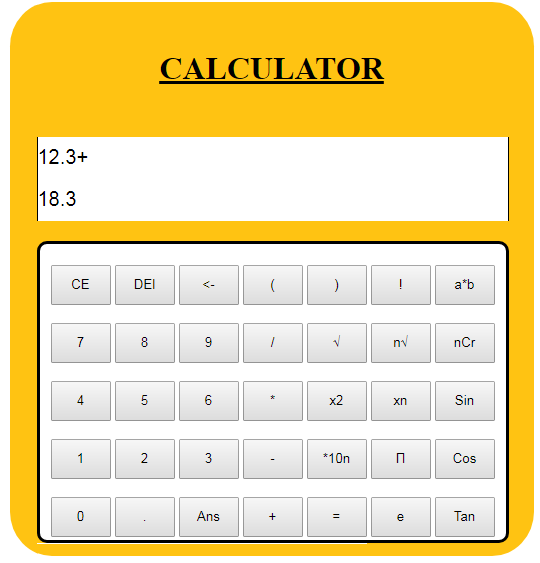 CALCULATOR
12.3+
18.3
CE DEl <- ( ) ! a*b
7 8 9 / √ n√ nCr
4 5 6 * x2 xn Sin
1 2 3 - *10n Π Cos
0 . Ans + = e Tan